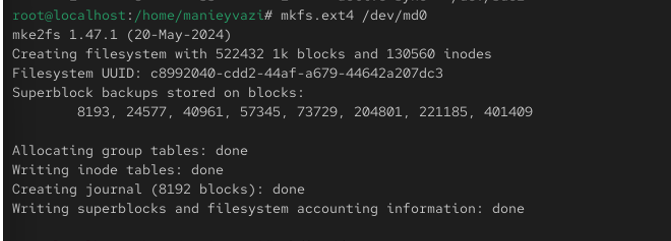 root@localhost:/home/manieyvazi# mkfs.ext4 /dev/md0
mke2fs 1.47.1 (20-May-2024)
Creating filesystem with 522432 1k blocks and 130560 inodes
Filesystem UUID: c8992040-cdd2-44af-a679-44642a207dc3
Superblock backups stored on blocks:
8193, 24577, 40961, 57345, 73729, 204801, 221185, 401409
Allocating group tables: done
Writing inode tables: done
Creating journal (8192 blocks): done
Writing superblocks and filesystem accounting information: done